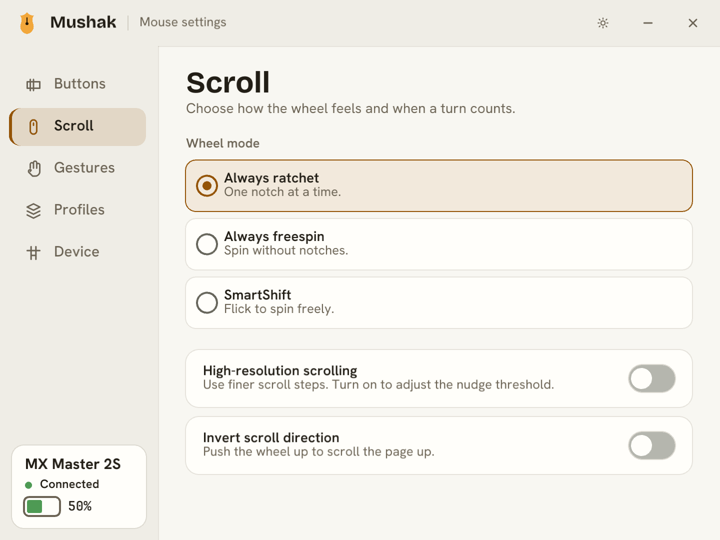 Mushak
Mouse settings
Buttons
Scroll
Gestures
Profiles
Device
MX Master 2S
Connected
50%
Scroll
Choose how the wheel feels and when a turn counts.
Wheel mode
Always ratchet
One notch at a time.
Always freespin
Spin without notches.
SmartShift
Flick to spin freely.
High-resolution scrolling
Use finer scroll steps. Turn on to adjust the nudge threshold.
Invert scroll direction
Push the wheel up to scroll the page up.